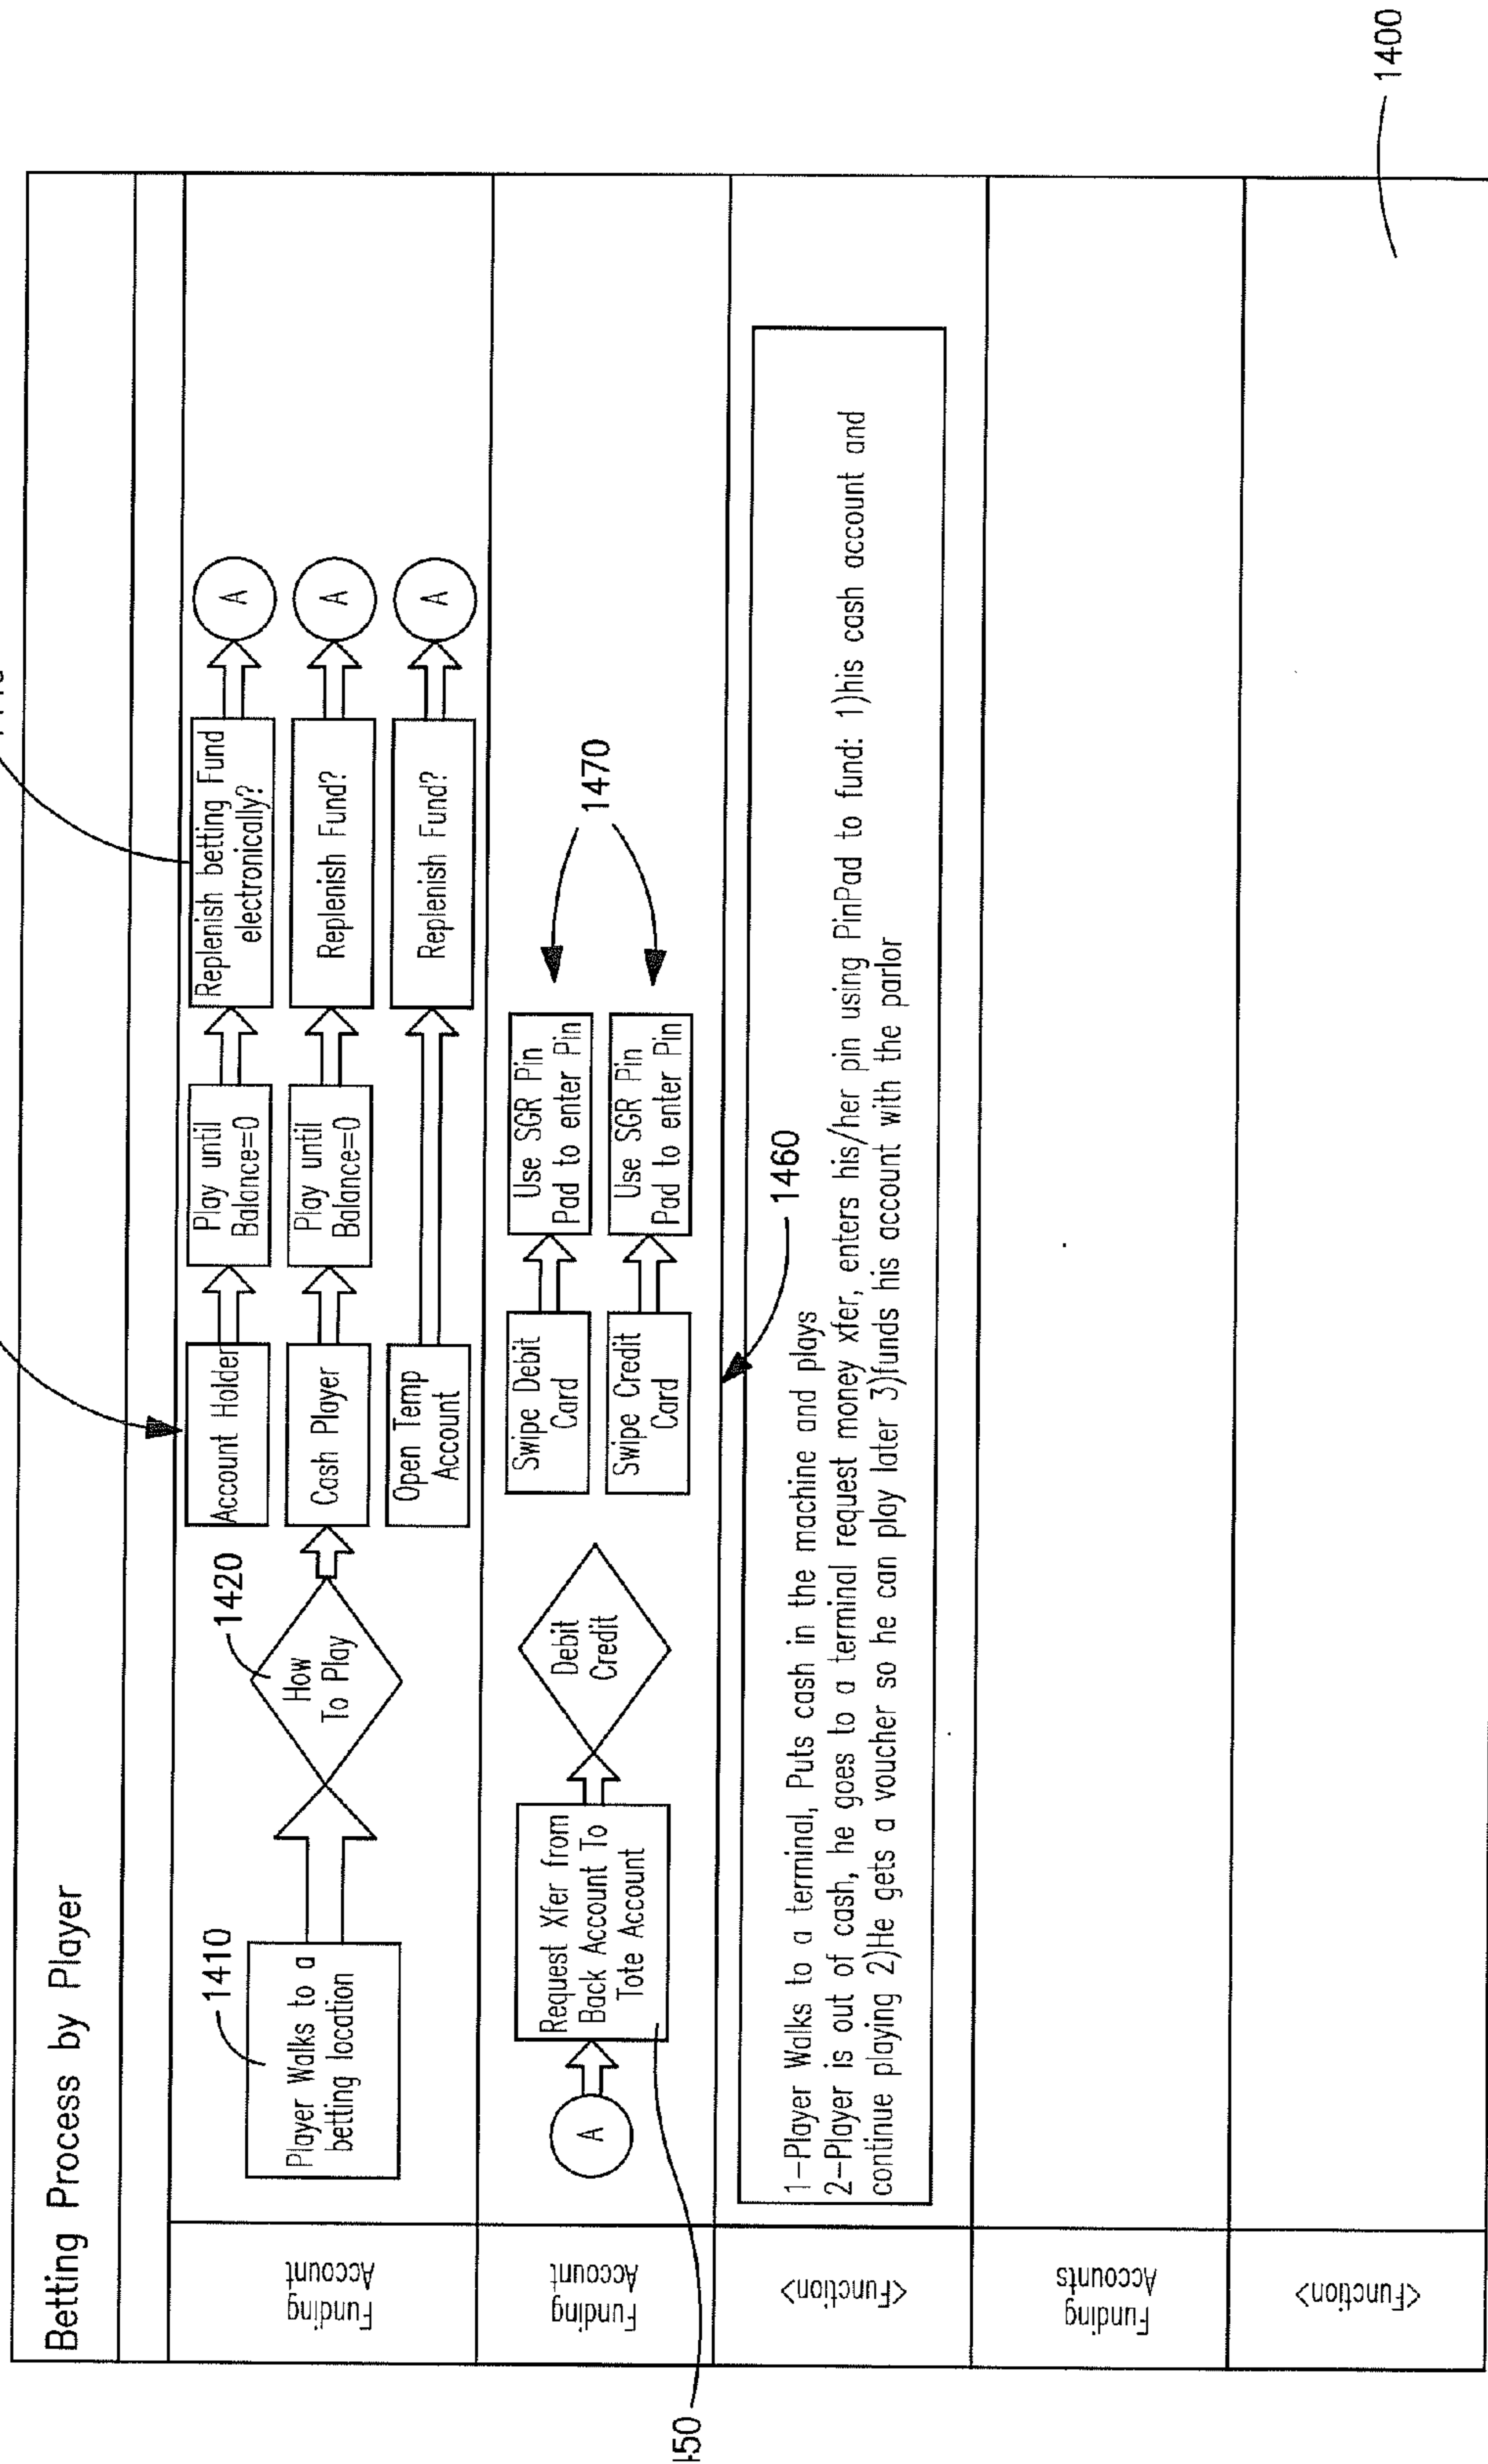 Betting Process by Player
Funding
Account
1410
Player Walks to a
betting location
1420
How
To Play
Account Holder
Play until
Balance=0
Replenish betting Fund
electronically?
A
Cash Player
Play until
Balance=0
Replenish Fund?
A
Open Temp
Account
Replenish Fund?
A
Funding
Account
A
Request Xfer from
Back Account To
Tote Account
Debit
Credit
Swipe Debit
Card
Use SGR Pin
Pad to enter Pin
Swipe Credit
Card
Use SGR Pin
Pad to enter Pin
1470
1460
<Function>
1-Player Walks to a terminal, Puts cash in the machine and plays
2-Player is out of cash, he goes to a terminal request money xfer, enters his/her pin using PinPad to fund: 1)his cash account and
continue playing 2)He gets a voucher so he can play later 3)funds his account with the parlor
Funding
Accounts
<Function>
1400